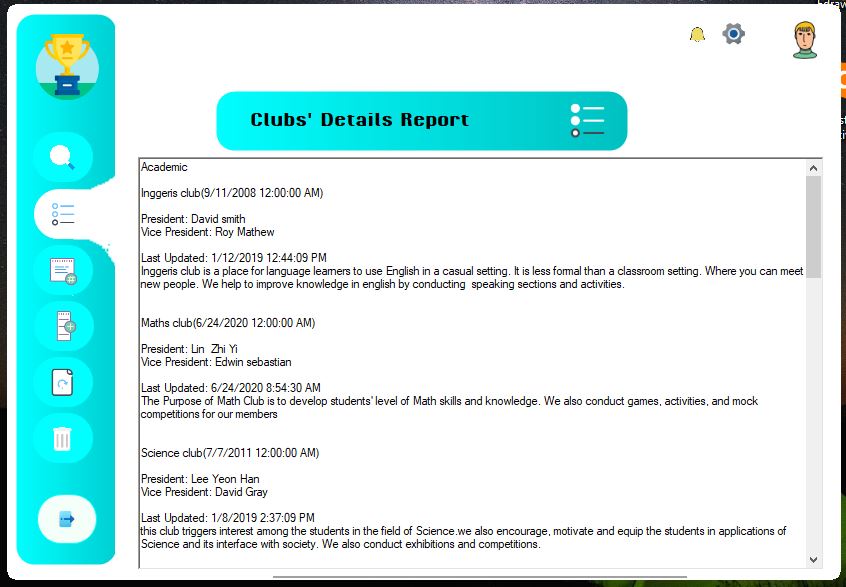 Clubs' Details Report
Academic
Inggeris club(9/11/2008 12:00:00 AM)
President: David smith
Vice President: Roy Mathew
Last Updated: 1/12/2019 12:44:09 PM
Inggeris club is a place for language learners to use English in a casual setting. It is less formal than a classroom setting. Where you can meet
new people. We help to improve knowledge in english by conducting  speaking sections and activities.
Maths club(6/24/2020 12:00:00 AM)
President: Lin  Zhi Yi
Vice President: Edwin sebastian
Last Updated: 6/24/2020 8:54:30 AM
The Purpose of Math Club is to develop students' level of Math skills and knowledge. We also conduct games, activities, and mock
competitions for our members
Science club(7/7/2011 12:00:00 AM)
President: Lee Yeon Han
Vice President: David Gray
Last Updated: 1/8/2019 2:37:09 PM
this club triggers interest among the students in the field of Science.we also encourage, motivate and equip the students in applications of
Science and its interface with society. We also conduct exhibitions and competitions.